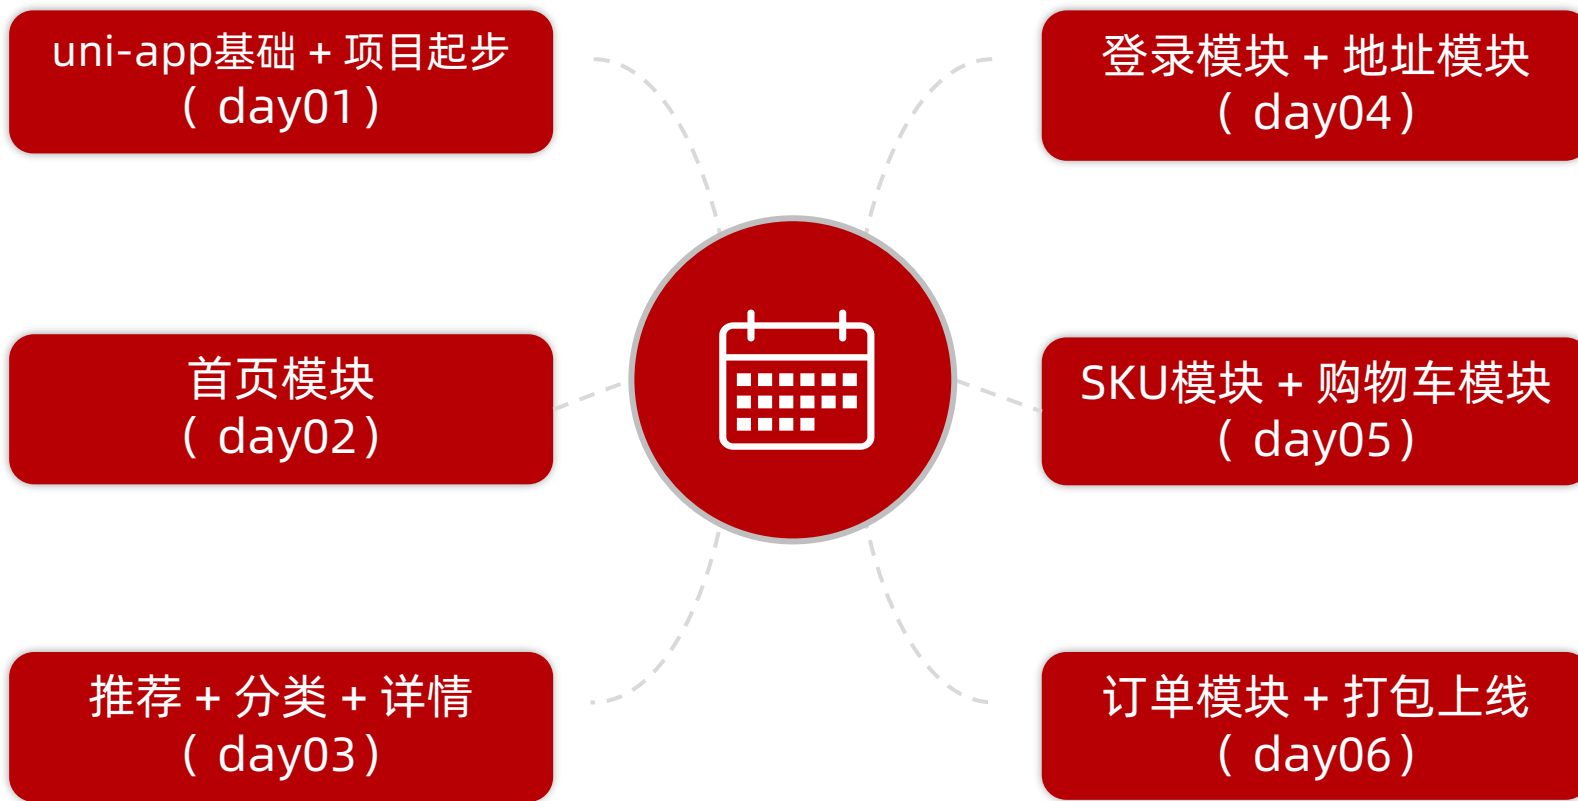 uni-app基础 + 项目起步
（ day01）
首页模块
（ day02）
推荐 + 分类 + 详情
（ day03）
登录模块 + 地址模块
（ day04）
SKU模块 + 购物车模块
（ day05）
订单模块 + 打包上线
（ day06）